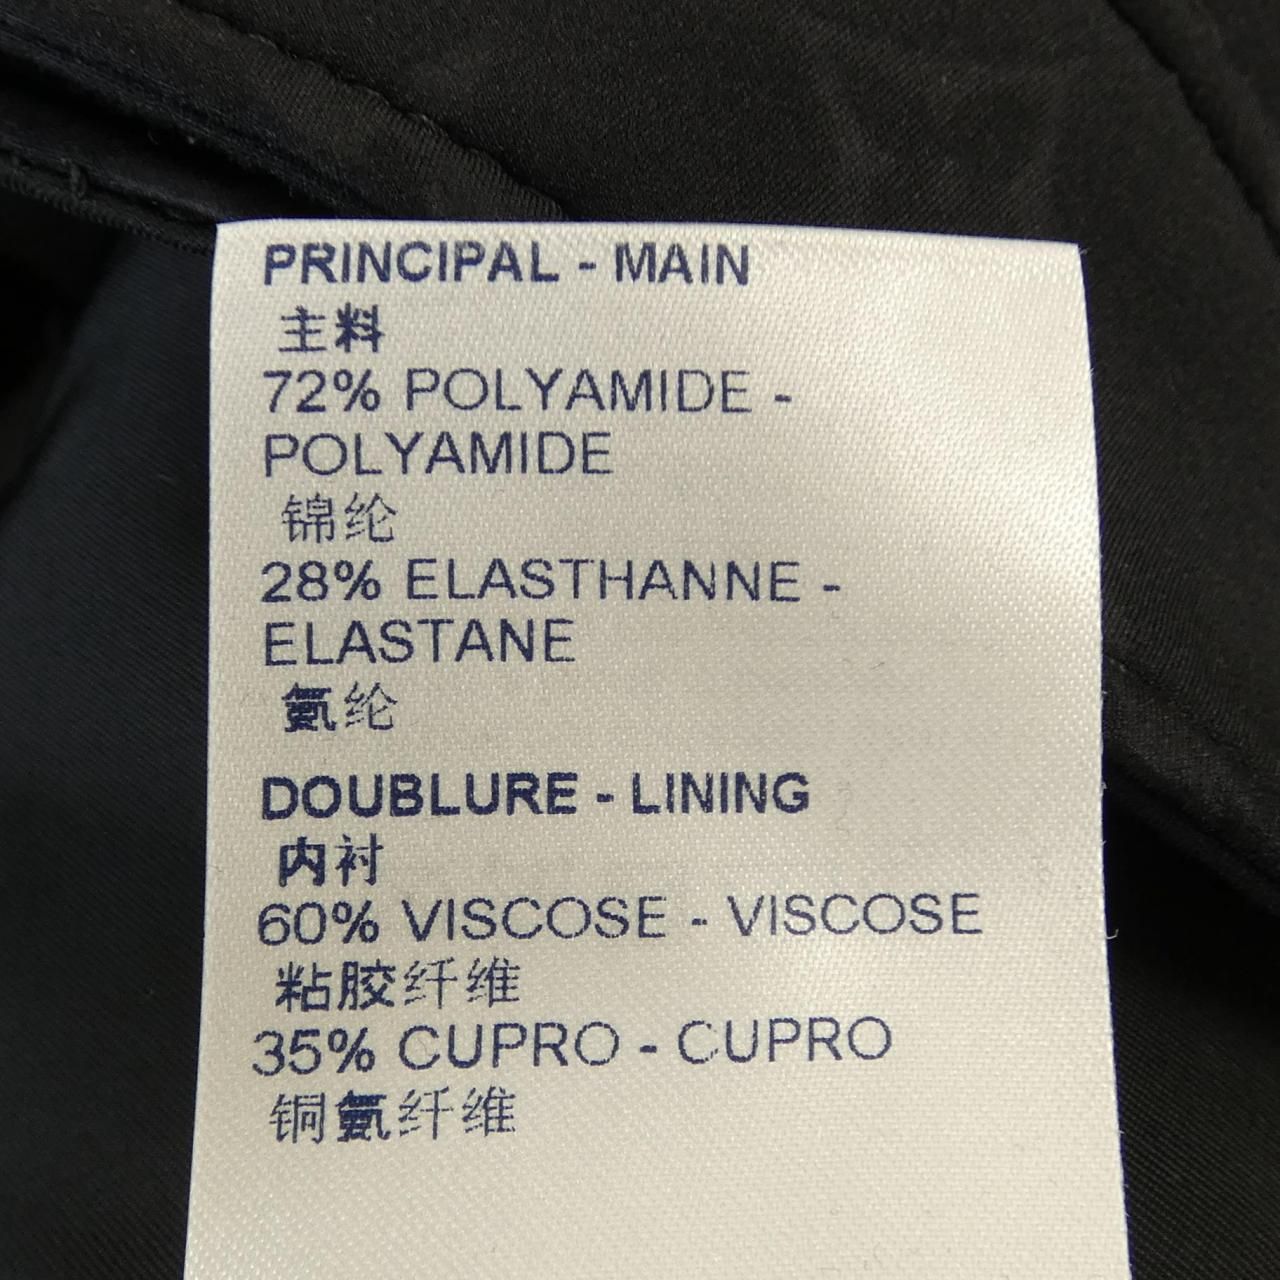 PRINCIPAL - MAIN
主料
72% POLYAMIDE -
POLYAMIDE
锦纶
28% ELASTHANNE -
ELASTANE
氨纶
DOUBLURE - LINING
内衬
60% VISCOSE - VISCOSE
粘胶纤维
35% CUPRO - CUPRO
铜氨纤维